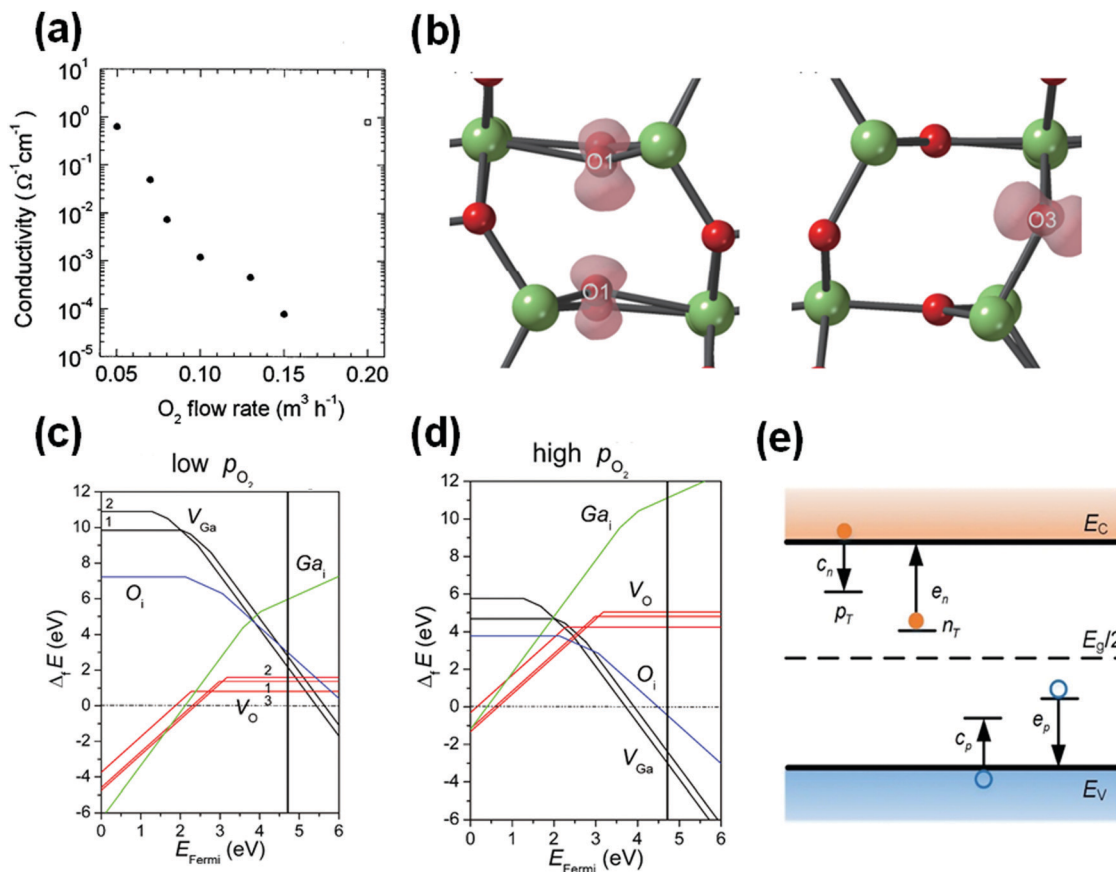 (a)
Conductivity (Ω⁻¹cm⁻¹)
10¹
10⁰
10⁻¹
10⁻²
10⁻³
10⁻⁴
10⁻⁵
0.05 0.10 0.15 0.20
O₂ flow rate (m³ h⁻¹)
(b)
O1
O1
O3
(c)
low p_O₂
Δ_f E (eV)
12
10
8
6
4
2
0
-2
-4
-6
2
1
V_Ga
Ga_i
O_i
2
1
3
V_O
0 1 2 3 4 5 6
E_Fermi (eV)
(d)
high p_O₂
Δ_f E (eV)
12
10
8
6
4
2
0
-2
-4
-6
Ga_i
V_O
O_i
V_Ga
0 1 2 3 4 5 6
E_Fermi (eV)
(e)
E_C
c_n
e_n
p_T
n_T
E_g/2
c_p
e_p
E_V